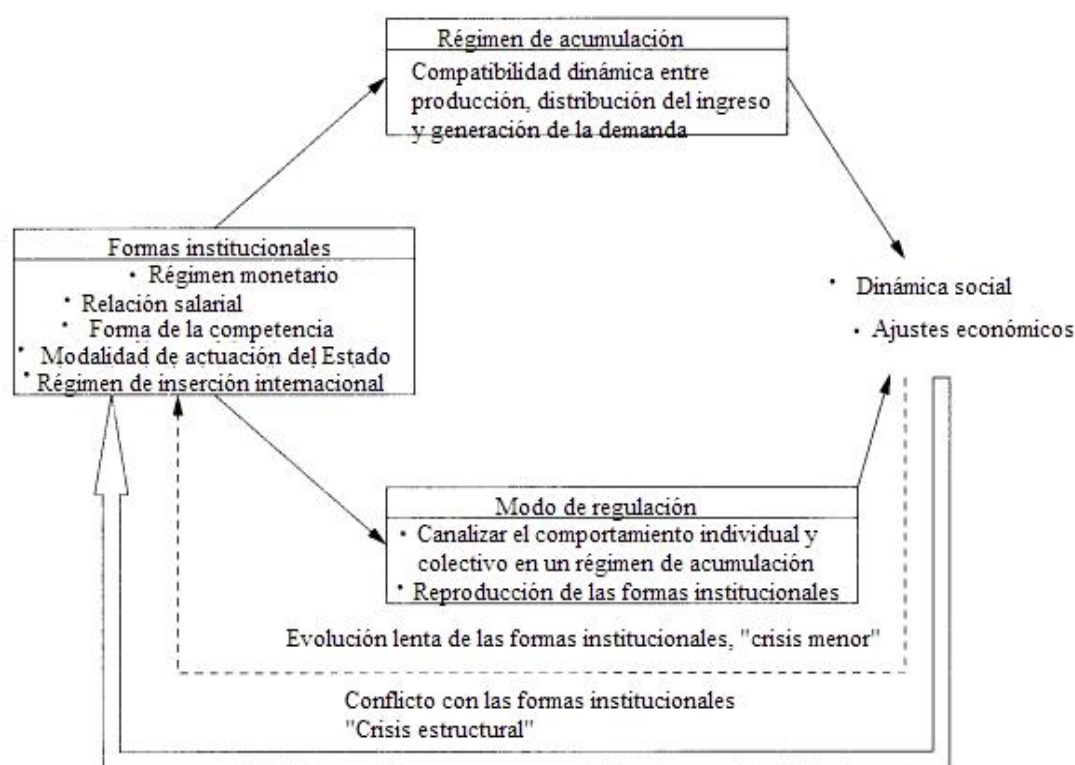 Régimen de acumulación
Compatibilidad dinámica entre
producción, distribución del ingreso
y generación de la demanda
Formas institucionales
• Régimen monetario
• Relación salarial
• Forma de la competencia
• Modalidad de actuación del Estado
• Régimen de inserción internacional
• Dinámica social
• Ajustes económicos
Modo de regulación
• Canalizar el comportamiento individual y
colectivo en un régimen de acumulación
• Reproducción de las formas institucionales
Evolución lenta de las formas institucionales, "crisis menor"
Conflicto con las formas institucionales
"Crisis estructural"